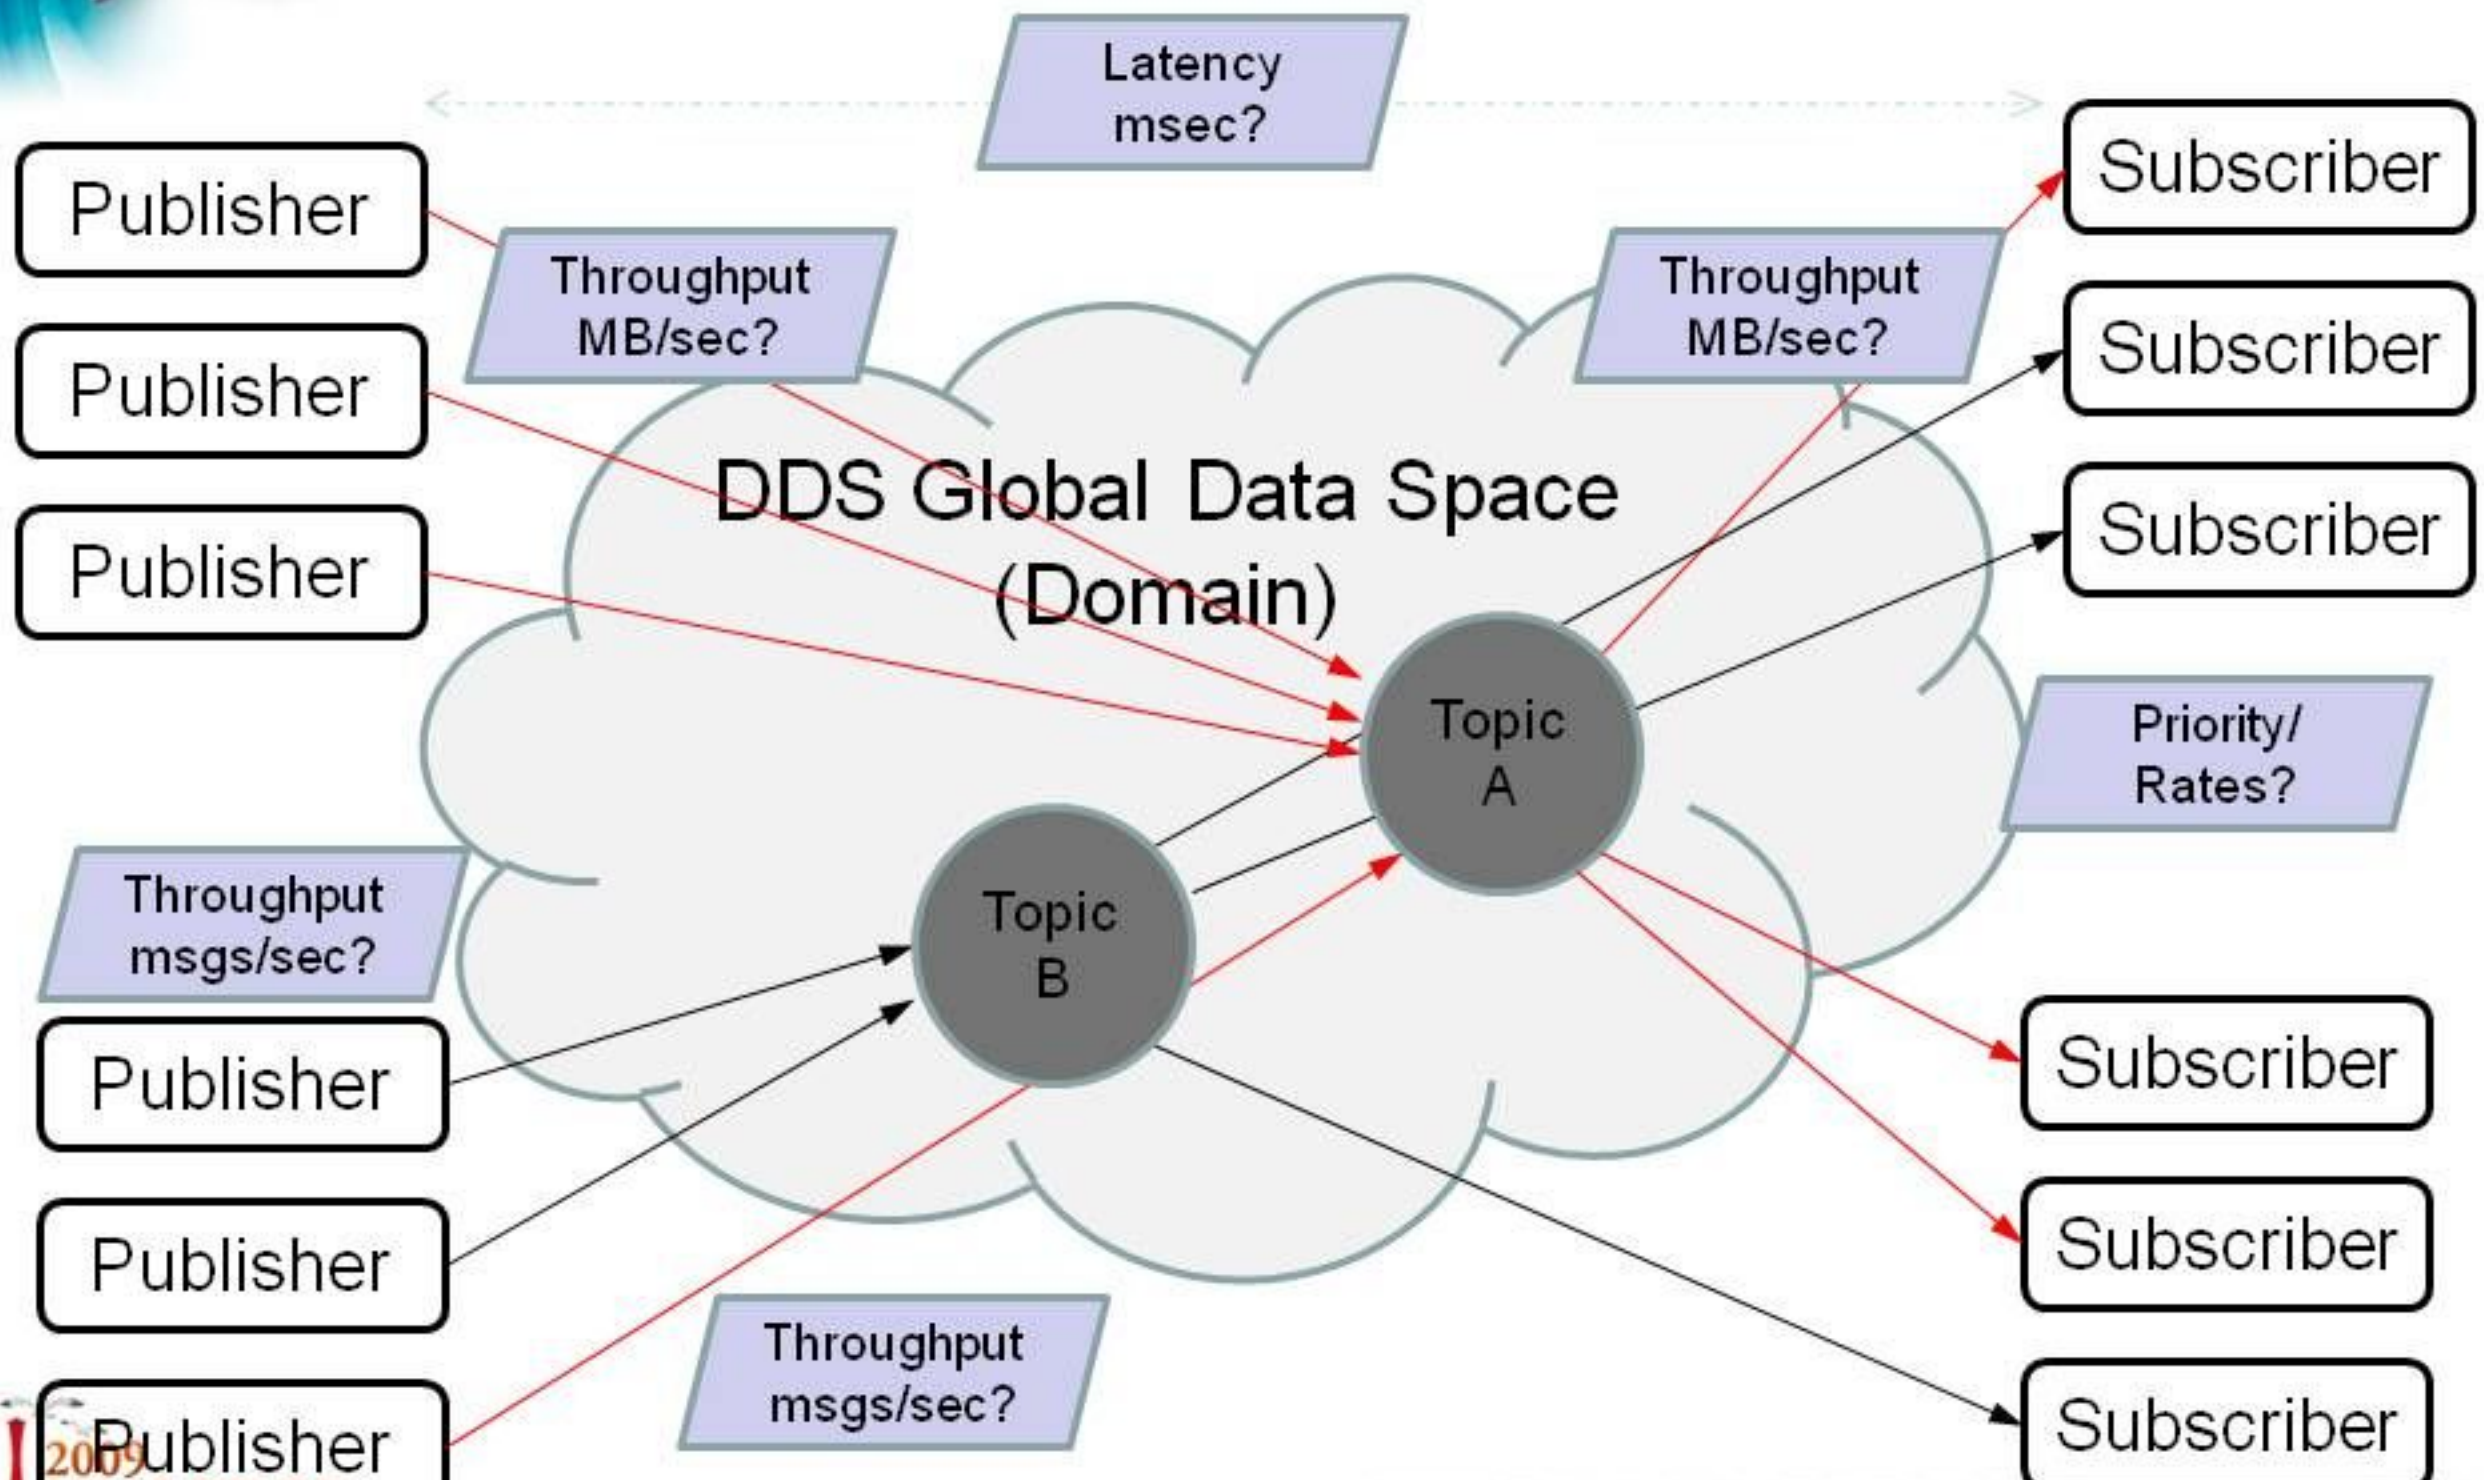 Latency
msec?
Publisher
Subscriber
Throughput
MB/sec?
Throughput
MB/sec?
Publisher
Subscriber
DDS Global Data Space
(Domain)
Publisher
Subscriber
Topic
A
Priority/
Rates?
Throughput
msgs/sec?
Topic
B
Publisher
Subscriber
Publisher
Subscriber
Throughput
msgs/sec?
Publisher
Subscriber
2009